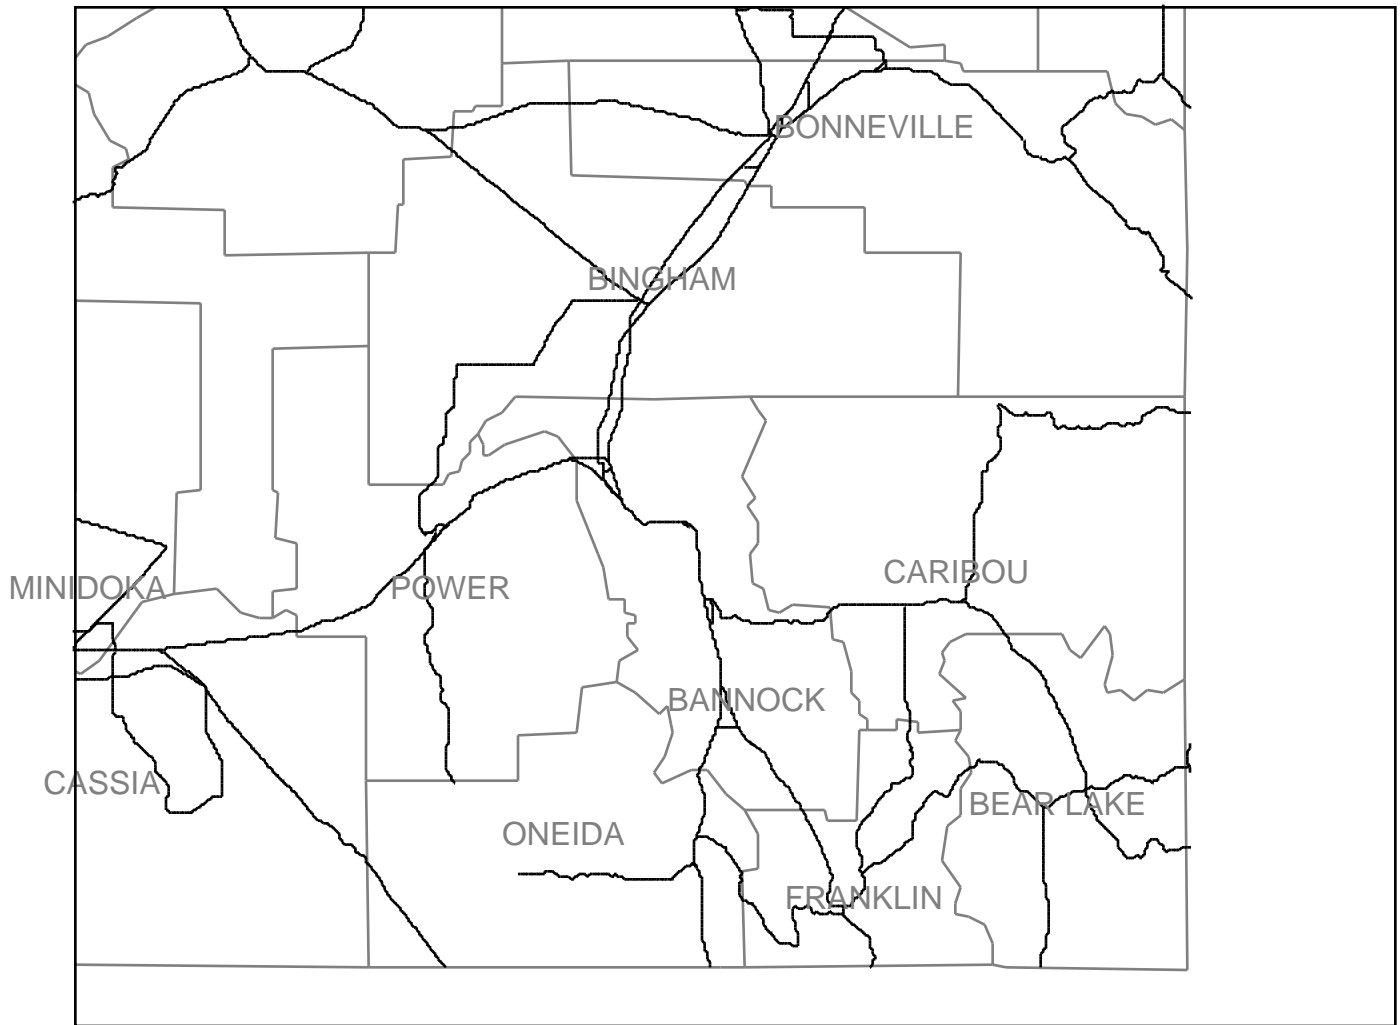 BONNEVILLE
BINGHAM
CARIBOU
MINIDOKA
POWER
BANNOCK
CASSIA
BEAR LAKE
ONEIDA
FRANKLIN